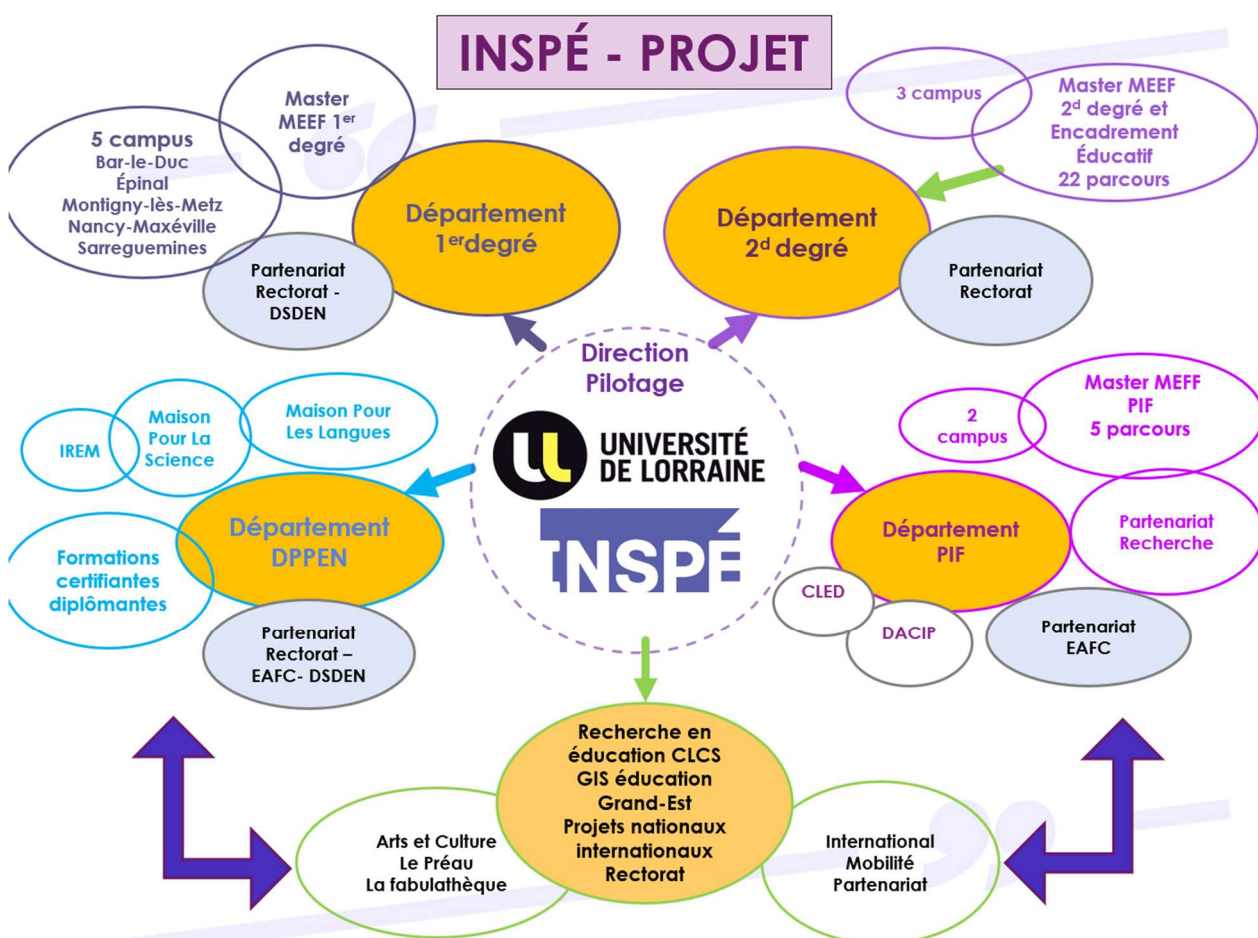 INSPÉ - PROJET
Master
MEEF 1er
degré
5 campus
Bar-le-Duc
Épinal
Montigny-lès-Metz
Nancy-Maxéville
Sarreguemines
Département
1er degré
Partenariat
Rectorat -
DSDEN
3 campus
Master MEEF
2d degré et
Encadrement
Éducatif
22 parcours
Département
2d degré
Partenariat
Rectorat
Direction
Pilotage
UNIVERSITÉ
DE LORRAINE
INSPÉ
IREM
Maison
Pour La
Science
Maison Pour
Les Langues
Département
DPPEN
Formations
certifiantes
diplômantes
Partenariat
Rectorat –
EAFC- DSDEN
2
campus
Master MEFF
PIF
5 parcours
Département
PIF
Partenariat
Recherche
CLED
DACIP
Partenariat
EAFC
Recherche en
éducation CLCS
GIS éducation
Grand-Est
Projets nationaux
internationaux
Rectorat
Arts et Culture
Le Préau
La fabulathèque
International
Mobilité
Partenariat